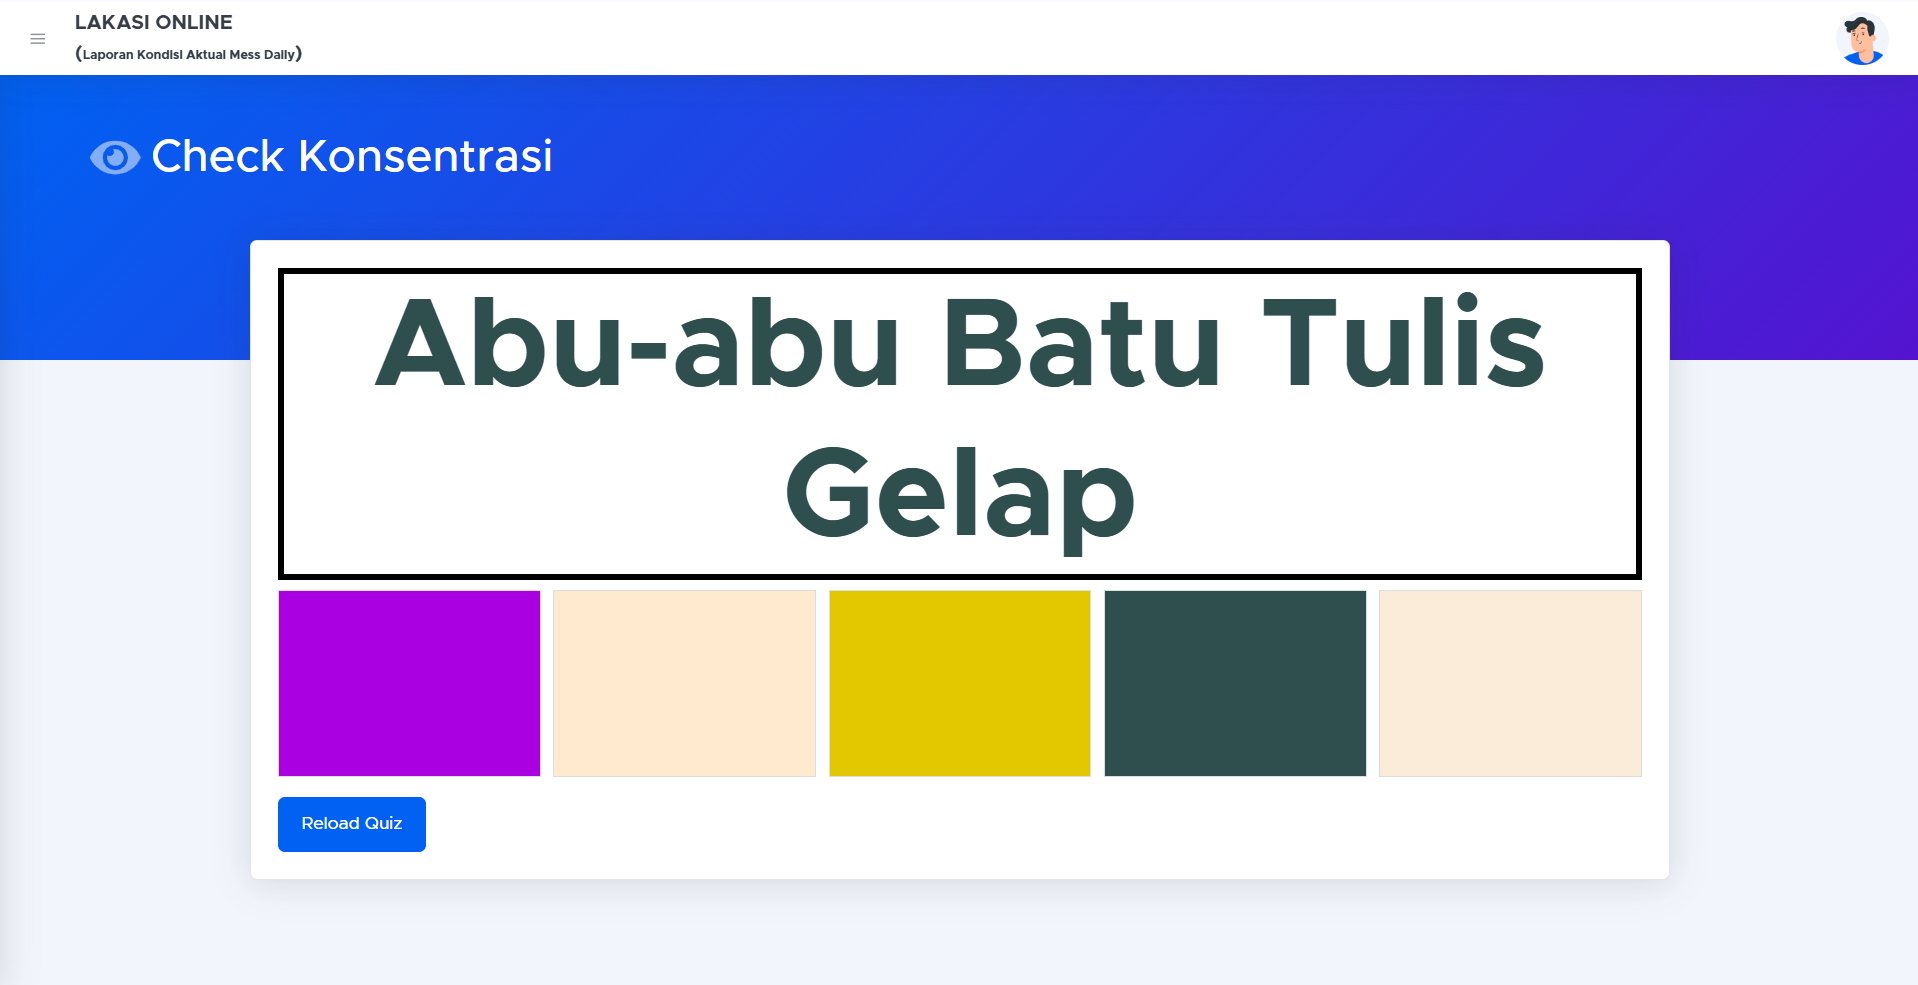 LAKASI ONLINE
(Laporan Kondisi Aktual Mess Daily)
Check Konsentrasi
Abu-abu Batu Tulis
Gelap
Reload Quiz